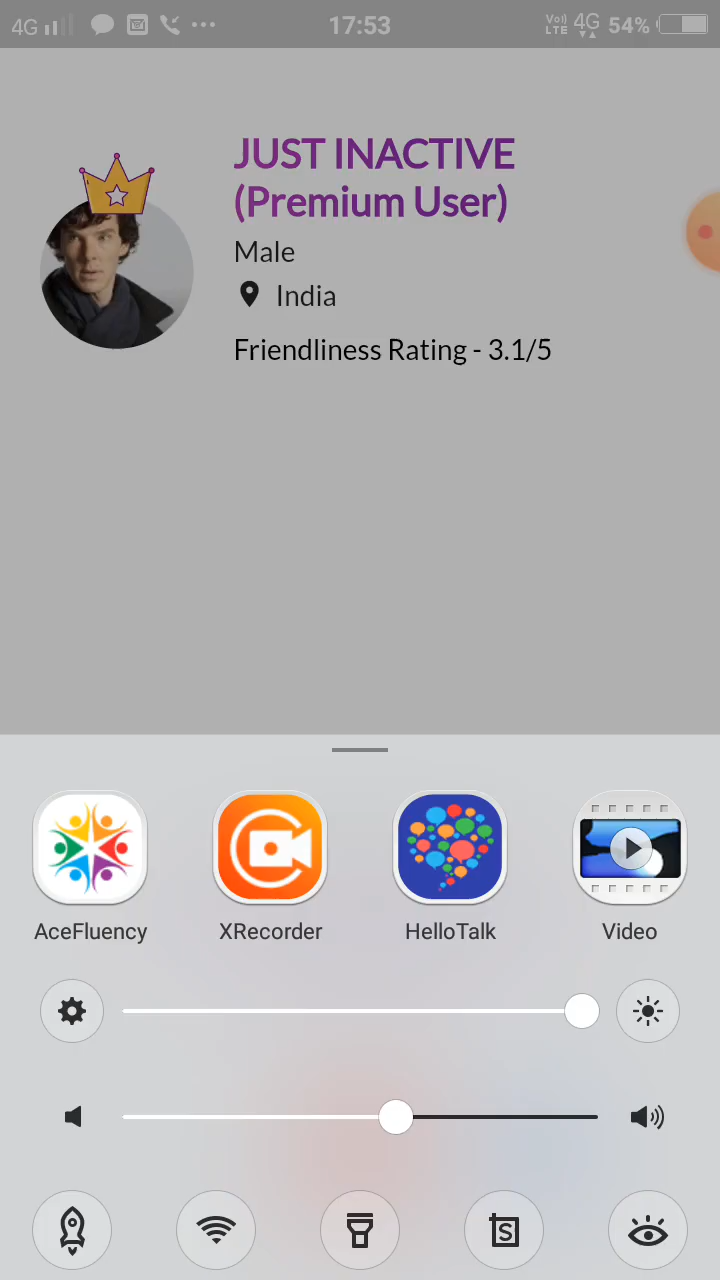 4G 17:53 Vo) LTE 4G 54%
JUST INACTIVE
(Premium User)
Male
India
Friendliness Rating - 3.1/5
AceFluency XRecorder HelloTalk Video
S